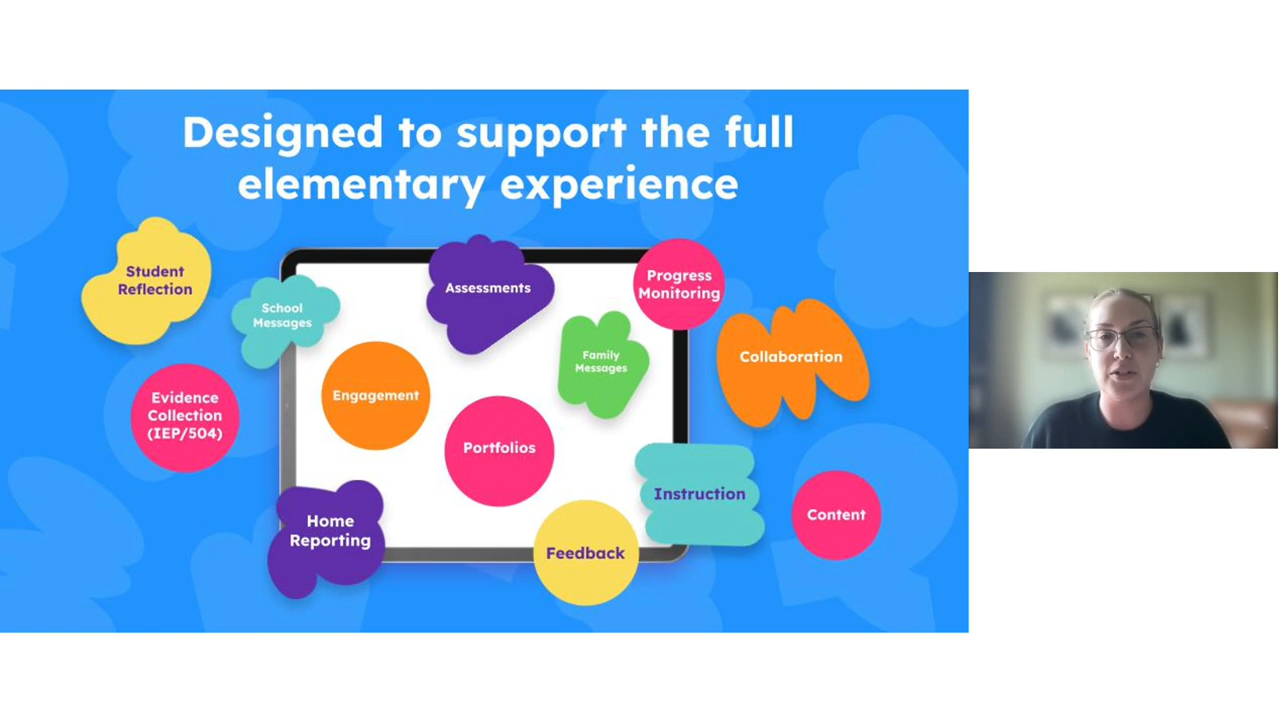 Designed to support the full
elementary experience
Student
Reflection
School
Messages
Assessments
Progress
Monitoring
Family
Messages
Collaboration
Evidence
Collection
(IEP/504)
Engagement
Portfolios
Instruction
Content
Home
Reporting
Feedback